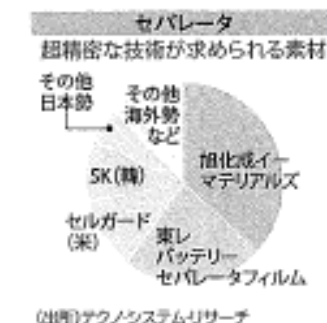 セパレータ
超精密な技術が求められる素材
その他
日本勢
その他
海外勢
など
旭化成イー
マテリアルズ
SK(韓)
セルガード
(米)
東レ
バッテリー
セパレータフィルム
(出所)テクノ・システム・リサーチ